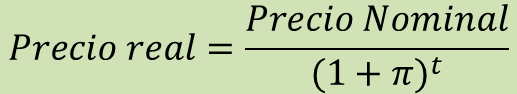 Precio real = Precio Nominal / (1 + π)^t